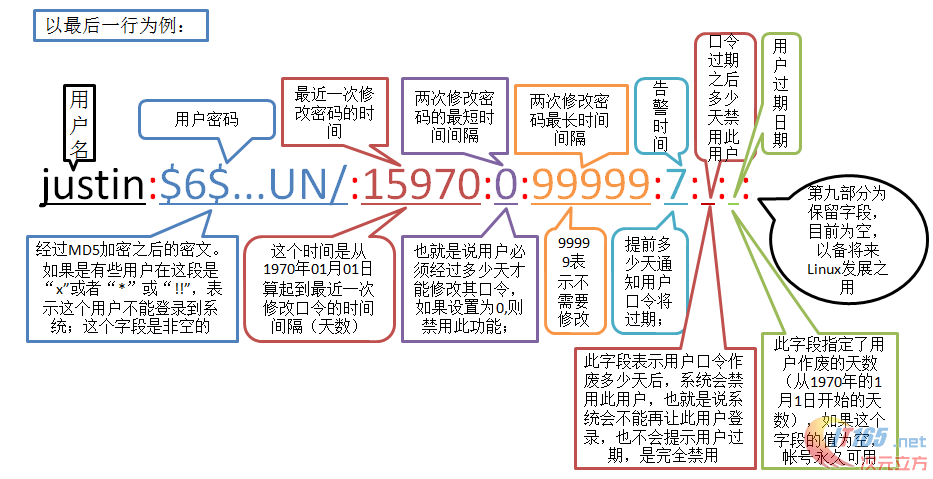 以最后一行为例：
用户名
用户密码
最近一次修
改密码的时
间
两次修改密
码的最短时
间间隔
两次修改密
码最长时间
间隔
告警时间
口令
过期
之后
多少
天禁
用此
用户
用户过期日期
justin:$6$...UN/:15970:0:99999:7: : :
经过MD5加密之后的密文。
如果是有些用户在这段是
“x”或者“*”或“!!”，表
示这个用户不能登录到系
统；这个字段是非空的
这个时间是从
1970年01月01日
算起到最近一次
修改口令的时间
间隔（天数）
也就是说用户必
须经过多少天才
能修改其口令，
如果设置为0,则
禁用此功能；
9999
9表
示不
需要
修改
提前多
少天通
知用户
口令将
过期；
第九部分为
保留字段，
目前为空，
以备将来
Linux发展之
用
此字段表示用户口令作
废多少天后，系统会禁
用此用户，也就是说系
统会不能再让此用户登
录，也不会提示用户过
期，是完全禁用
此字段指定了用
户作废的天数
（从1970年的1
月1日开始的天
数），如果这个
字段的值为空，
帐号永久可用
IT165.net
次元立方